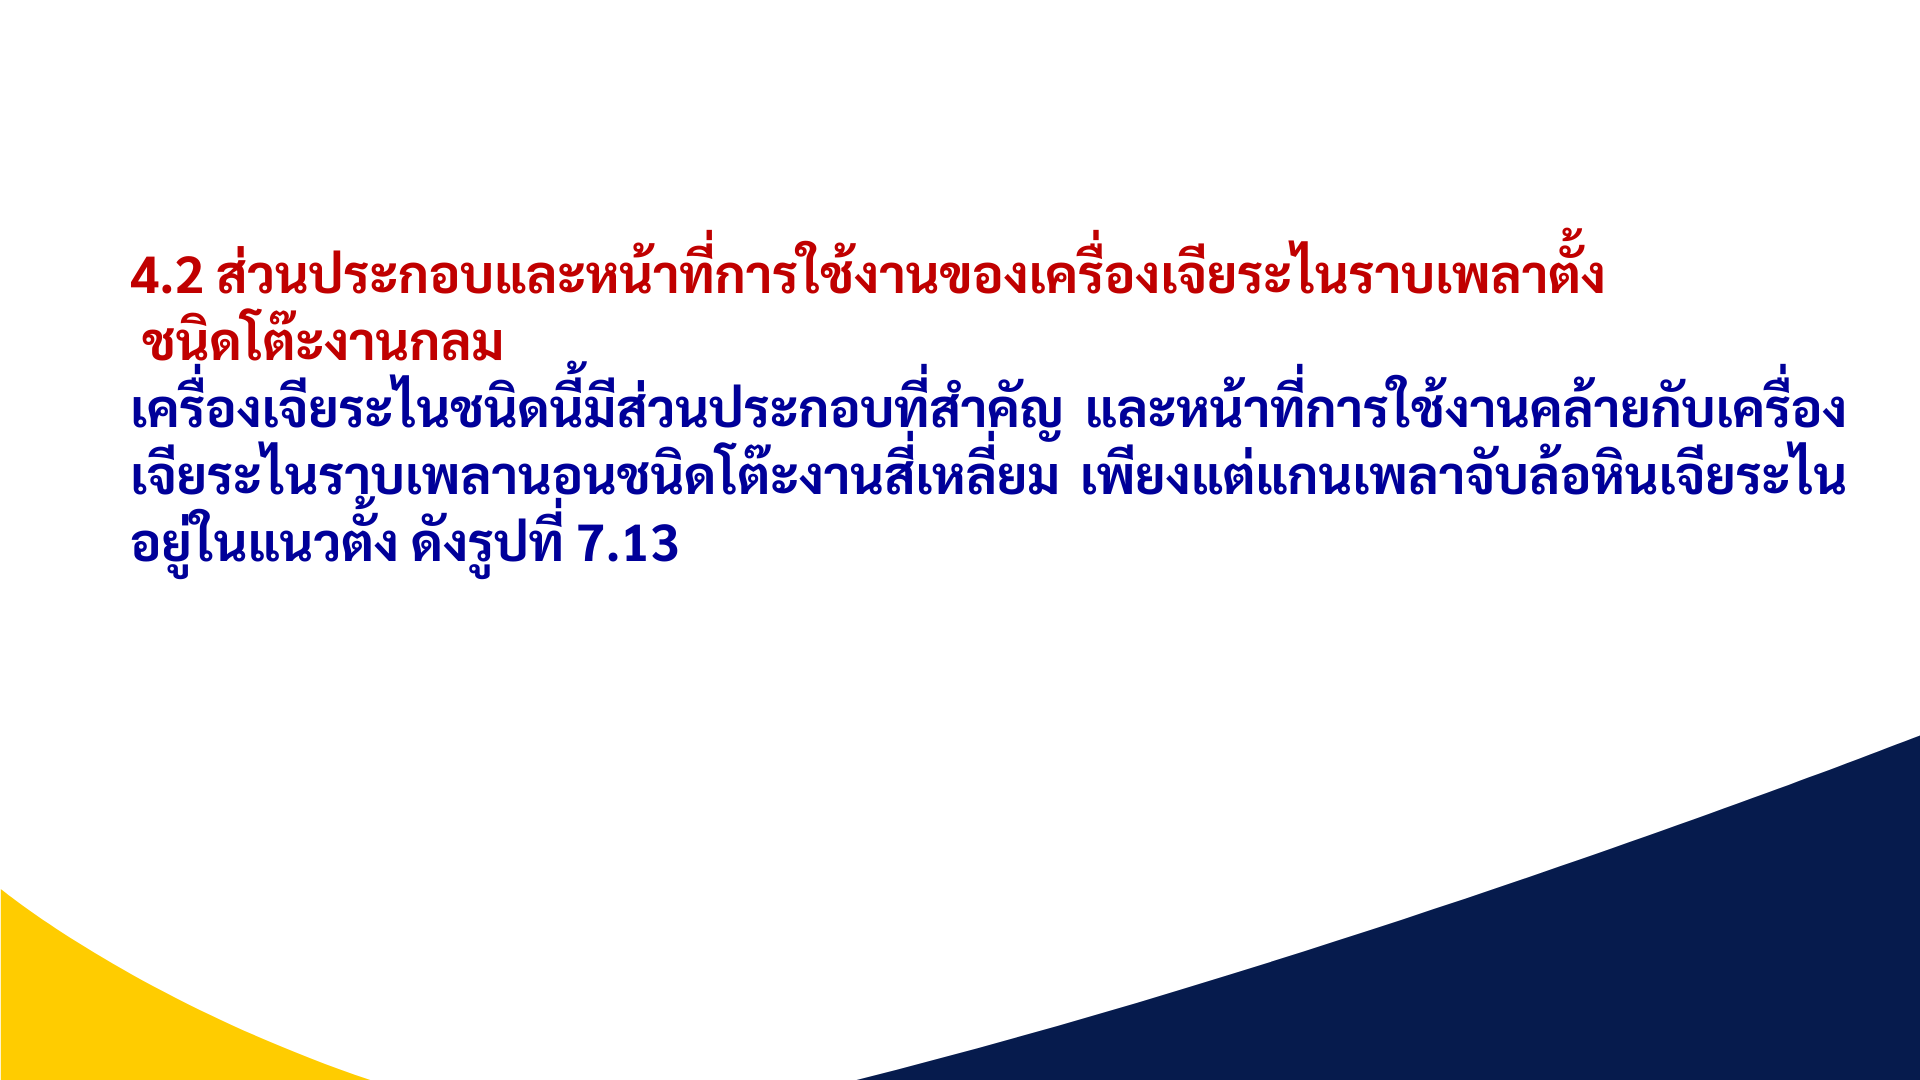 4.2 ส่วนประกอบและหน้าที่การใช้งานของเครื่องเจียระไนราบเพลาตั้ง
ชนิดโต๊ะงานกลม
เครื่องเจียระไนชนิดนี้มีส่วนประกอบที่สำคัญ และหน้าที่การใช้งานคล้ายกับเครื่อง
เจียระไนราบเพลานอนชนิดโต๊ะงานสี่เหลี่ยม เพียงแต่แกนเพลาจับล้อหินเจียระไน
อยู่ในแนวตั้ง ดังรูปที่ 7.13